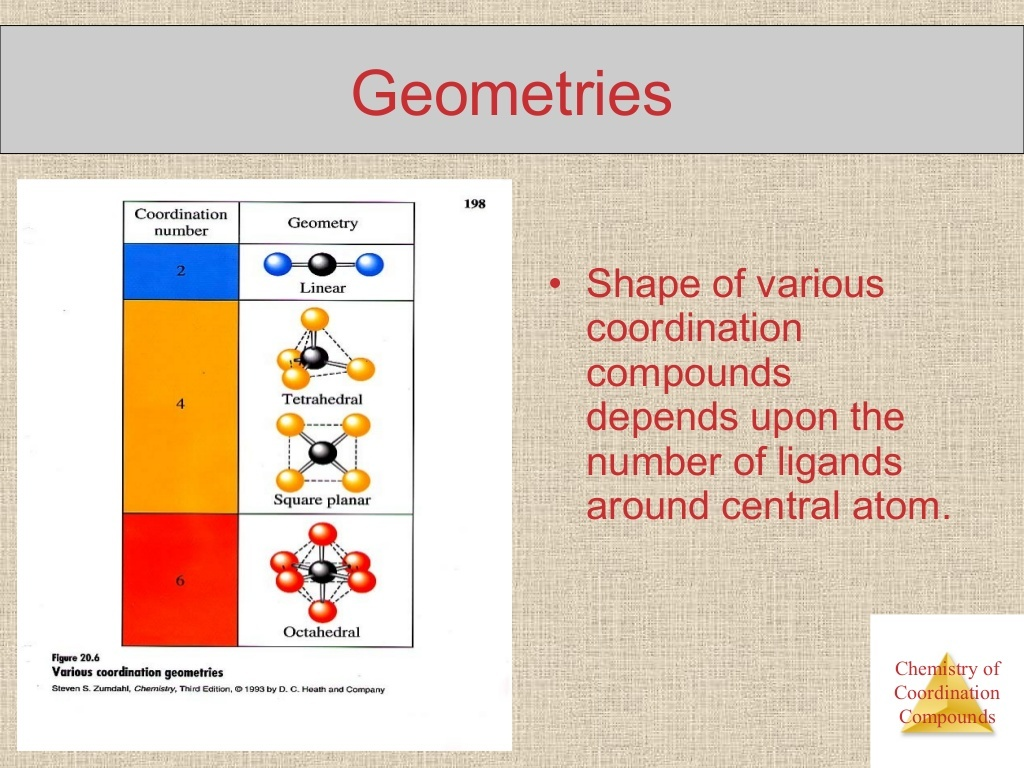 Geometries
198
Coordination
number
Geometry
2
Linear
4
Tetrahedral
Square planar
6
Octahedral
Figure 20.6
Various coordination geometries
Steven S. Zumdahl, Chemistry, Third Edition, © 1993 by D. C. Heath and Company
• Shape of various
coordination
compounds
depends upon the
number of ligands
around central atom.
Chemistry of
Coordination
Compounds